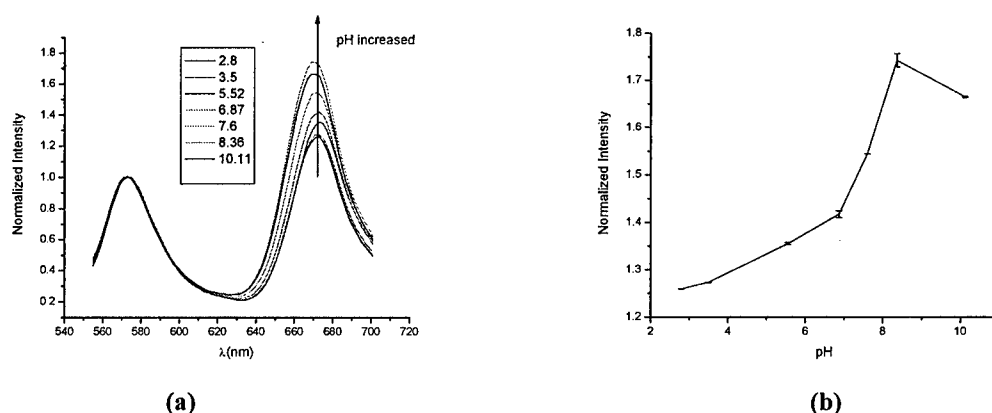 pH increased
2.8
3.5
5.52
6.87
7.6
8.36
10.11
1.8
1.6
1.4
1.2
1.0
0.8
0.6
0.4
0 2
540 560 580 600 620 640 660 680 700 720
λ(nm)
Normalized Intensity
(a)
1.8
1.7
1.6
1.5
1.4
1.3
1.2
2 4 6 8 10
pH
Normalized Intensity
(b)